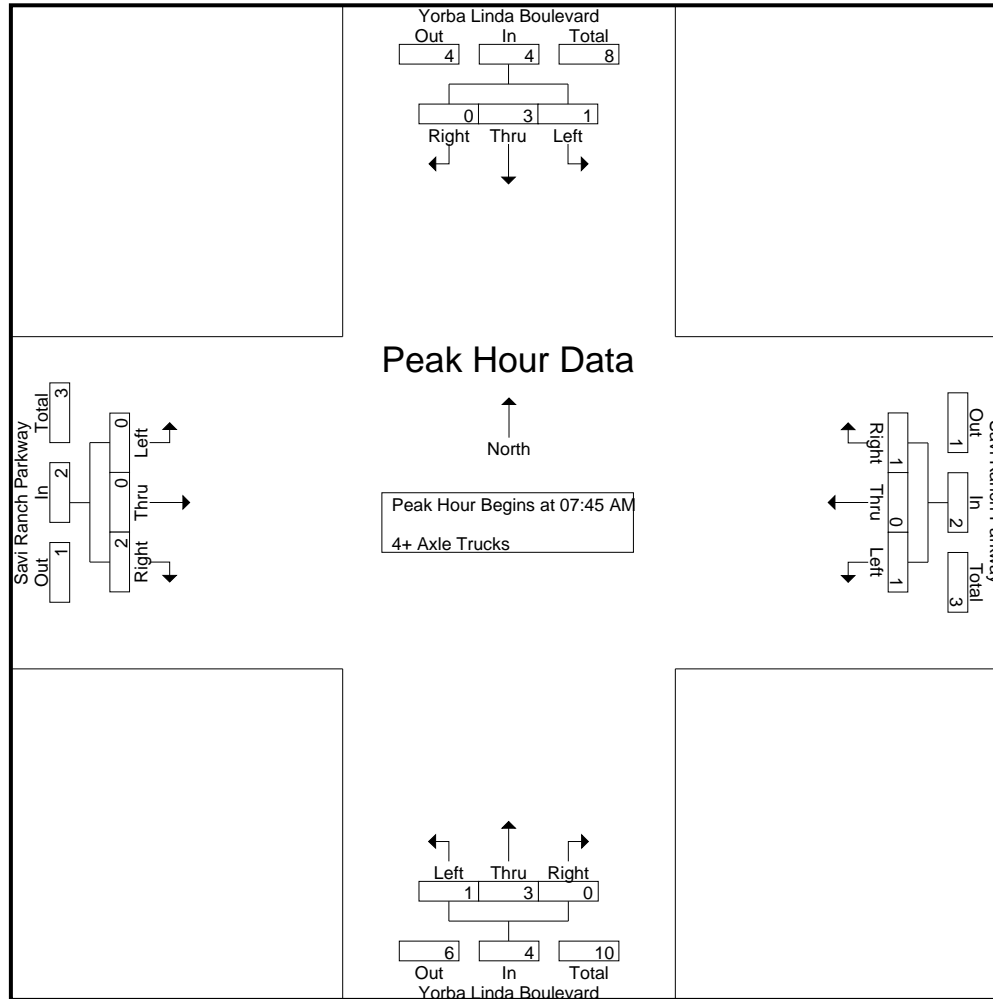 Yorba Linda Boulevard
Out In Total
4 4 8
0 3 1
Right Thru Left
Peak Hour Data
North
Peak Hour Begins at 07:45 AM
4+ Axle Trucks
Savi Ranch Parkway
Out In Total
1 2 3
0 0 2
Left Thru Right
Right Thru Left
1 0 1
1 2 3
Out In Total
Left Thru Right
1 3 0
6 4 10
Out In Total
Yorba Linda Boulevard